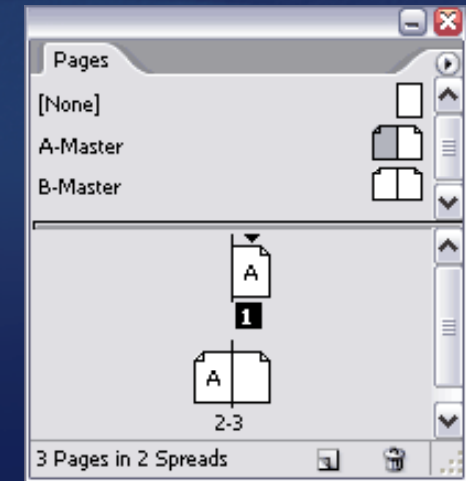 Pages
[None]
A-Master
B-Master
A
1
A
2-3
3 Pages in 2 Spreads